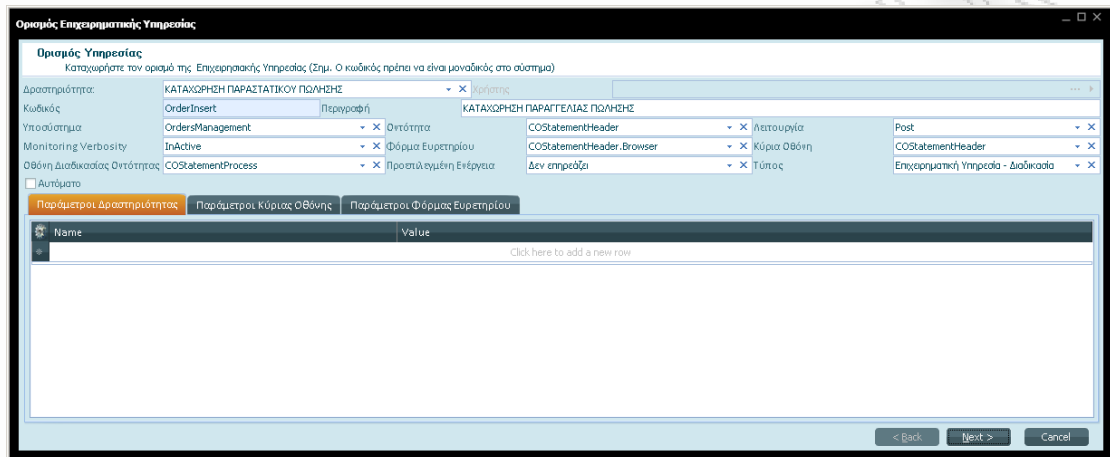 Ορισμός Επιχειρηματικής Υπηρεσίας
Ορισμός Υπηρεσίας
Καταχωρήστε τον ορισμό της Επιχειρησιακής Υπηρεσίας (Σημ. Ο κωδικός πρέπει να είναι μοναδικός στο σύστημα)
Δραστηριότητα: ΚΑΤΑΧΩΡΗΣΗ ΠΑΡΑΣΤΑΤΙΚΟΥ ΠΩΛΗΣΗΣ Χρήστης
Κωδικός OrderInsert Περιγραφή ΚΑΤΑΧΩΡΗΣΗ ΠΑΡΑΓΓΕΛΙΑΣ ΠΩΛΗΣΗΣ
Υποσύστημα OrdersManagement Οντότητα COStatementHeader Λειτουργία Post
Monitoring Verbosity InActive Φόρμα Ευρετηρίου COStatementHeader.Browser Κύρια Οθόνη COStatementHeader
Οθόνη Διαδικασίας Οντότητας COStatementProcess Προεπιλεγμένη Ενέργεια Δεν επηρεάζει Τύπος Επιχειρηματική Υπηρεσία - Διαδικασία
Αυτόματο
Παράμετροι Δραστηριότητας Παράμετροι Κύριας Οθόνης Παράμετροι Φόρμας Ευρετηρίου
Name Value
Click here to add a new row
< Back Next > Cancel